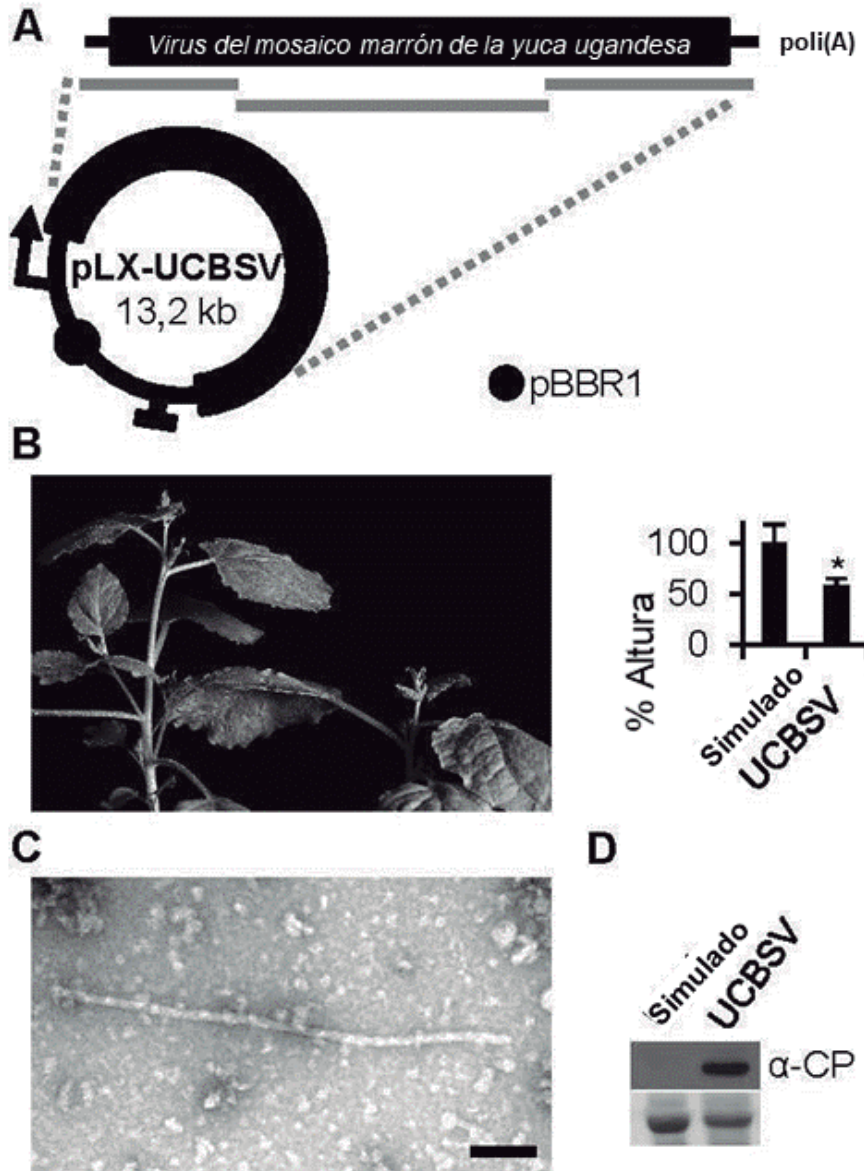 A
Virus del mosaico marrón de la yuca ugandesa
poli(A)
pLX-UCBSV
13,2 kb
pBBR1
B
% Altura
100
50
0
*
Simulado
UCBSV
C
D
Simulado
UCBSV
α-CP